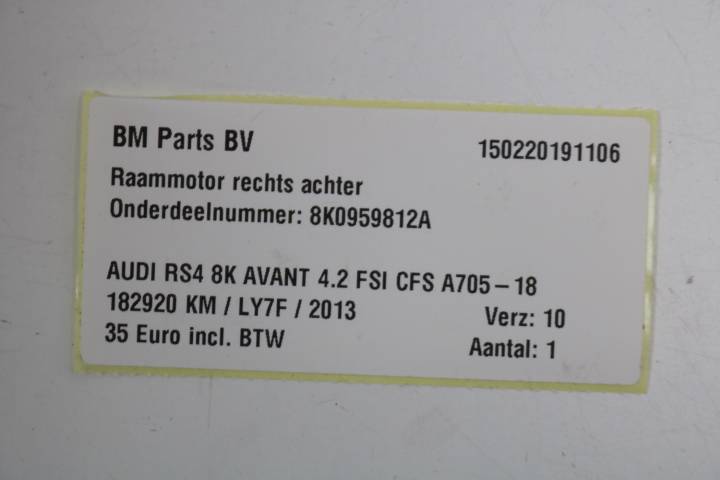 BM Parts BV 150220191106
Raammotor rechts achter
Onderdeelnummer: 8K0959812A
AUDI RS4 8K AVANT 4.2 FSI CFS A705-18
182920 KM / LY7F / 2013 Verz: 10
35 Euro incl. BTW Aantal: 1